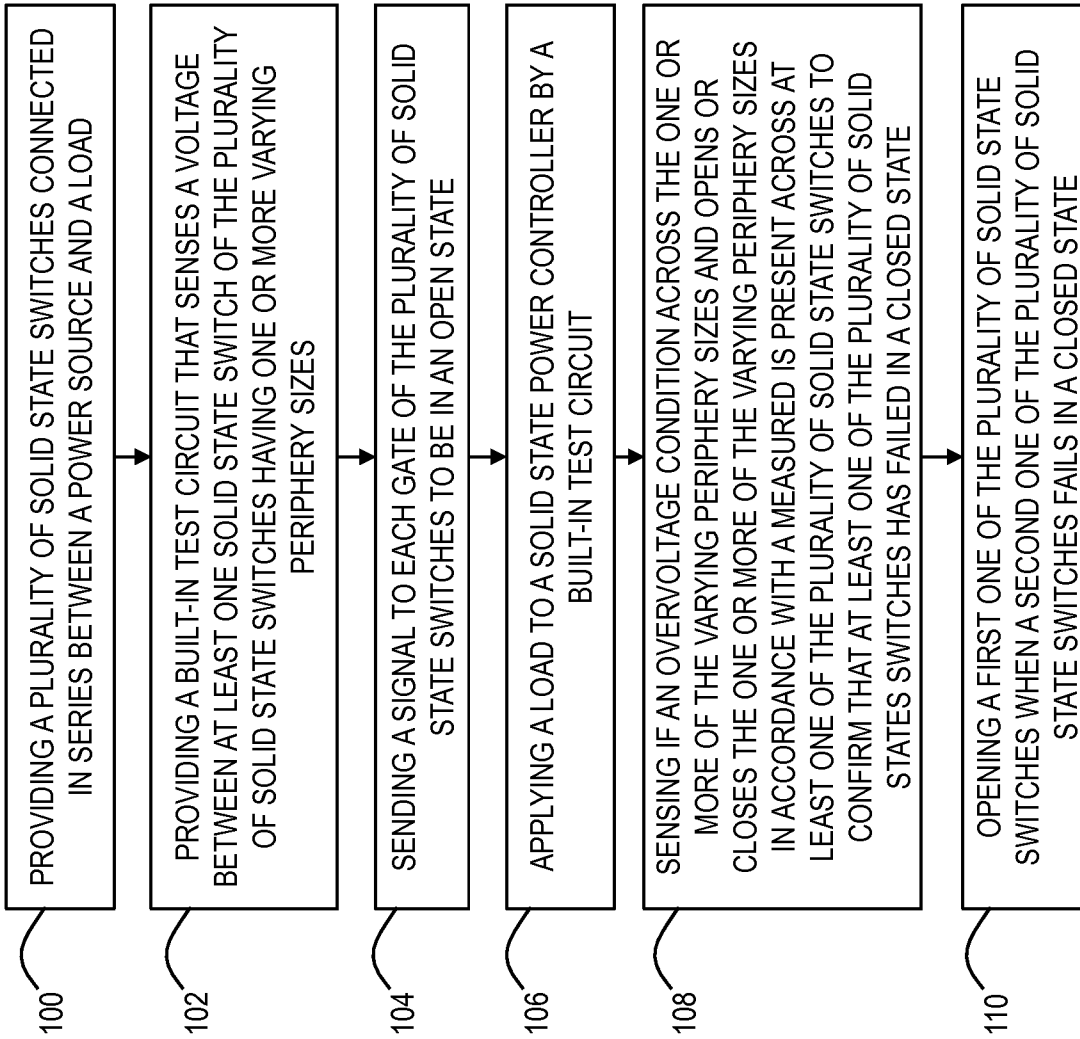 100
PROVIDING A PLURALITY OF SOLID STATE SWITCHES CONNECTED
IN SERIES BETWEEN A POWER SOURCE AND A LOAD
102
PROVIDING A BUILT-IN TEST CIRCUIT THAT SENSES A VOLTAGE
BETWEEN AT LEAST ONE SOLID STATE SWITCH OF THE PLURALITY
OF SOLID STATE SWITCHES HAVING ONE OR MORE VARYING
PERIPHERY SIZES
104
SENDING A SIGNAL TO EACH GATE OF THE PLURALITY OF SOLID
STATE SWITCHES TO BE IN AN OPEN STATE
106
APPLYING A LOAD TO A SOLID STATE POWER CONTROLLER BY A
BUILT-IN TEST CIRCUIT
108
SENSING IF AN OVERVOLTAGE CONDITION ACROSS THE ONE OR
MORE OF THE VARYING PERIPHERY SIZES AND OPENS OR
CLOSES THE ONE OR MORE OF THE VARYING PERIPHERY SIZES
IN ACCORDANCE WITH A MEASURED IS PRESENT ACROSS AT
LEAST ONE OF THE PLURALITY OF SOLID STATE SWITCHES TO
CONFIRM THAT AT LEAST ONE OF THE PLURALITY OF SOLID
STATES SWITCHES HAS FAILED IN A CLOSED STATE
110
OPENING A FIRST ONE OF THE PLURALITY OF SOLID STATE
SWITCHES WHEN A SECOND ONE OF THE PLURALITY OF SOLID
STATE SWITCHES FAILS IN A CLOSED STATE